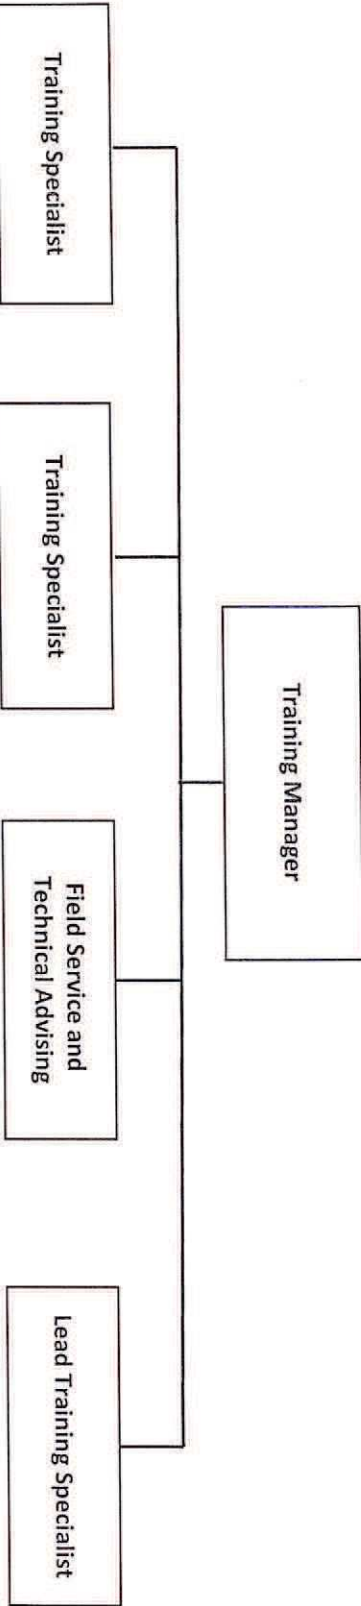 Training Manager
Training Specialist
Training Specialist
Field Service and
Technical Advising
Lead Training Specialist